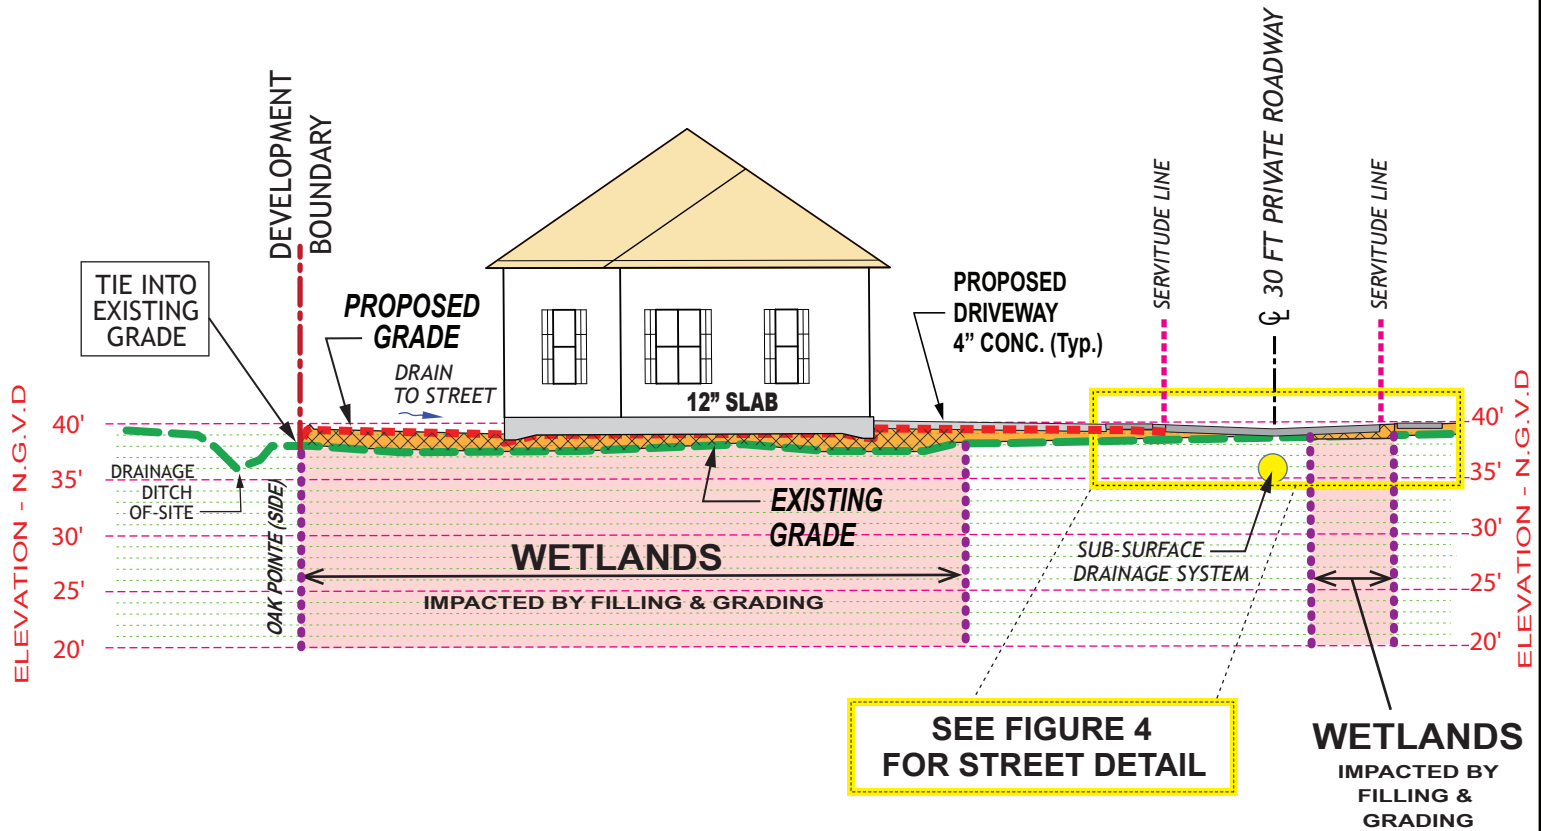 DEVELOPMENT
BOUNDARY
SERVITUDE LINE
℄ 30 FT PRIVATE ROADWAY
SERVITUDE LINE
TIE INTO
EXISTING
GRADE
PROPOSED
GRADE
DRAIN
TO STREET
PROPOSED
DRIVEWAY
4” CONC. (Typ.)
12” SLAB
ELEVATION - N.G.V.D
40'
35'
30'
25'
20'
DRAINAGE
DITCH
OF-SITE
OAK POINTE (SIDE)
EXISTING
GRADE
WETLANDS
IMPACTED BY FILLING & GRADING
SUB-SURFACE
DRAINAGE SYSTEM
40'
35'
30'
25'
20'
ELEVATION - N.G.V.D
SEE FIGURE 4
FOR STREET DETAIL
WETLANDS
IMPACTED BY
FILLING &
GRADING